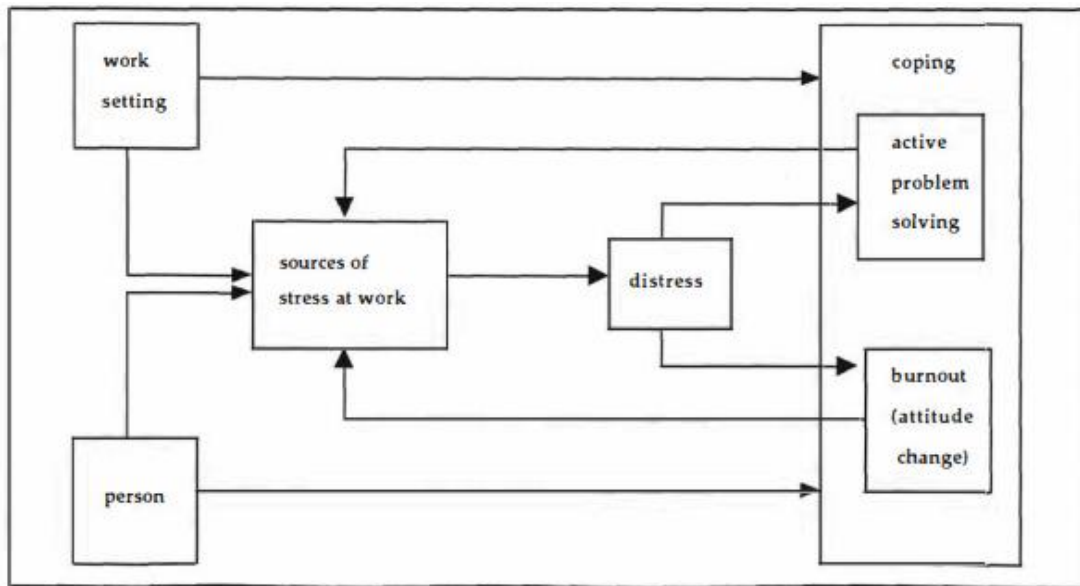 work
setting
coping
active
problem
solving
sources of
stress at work
distress
burnout
(attitude
change)
person